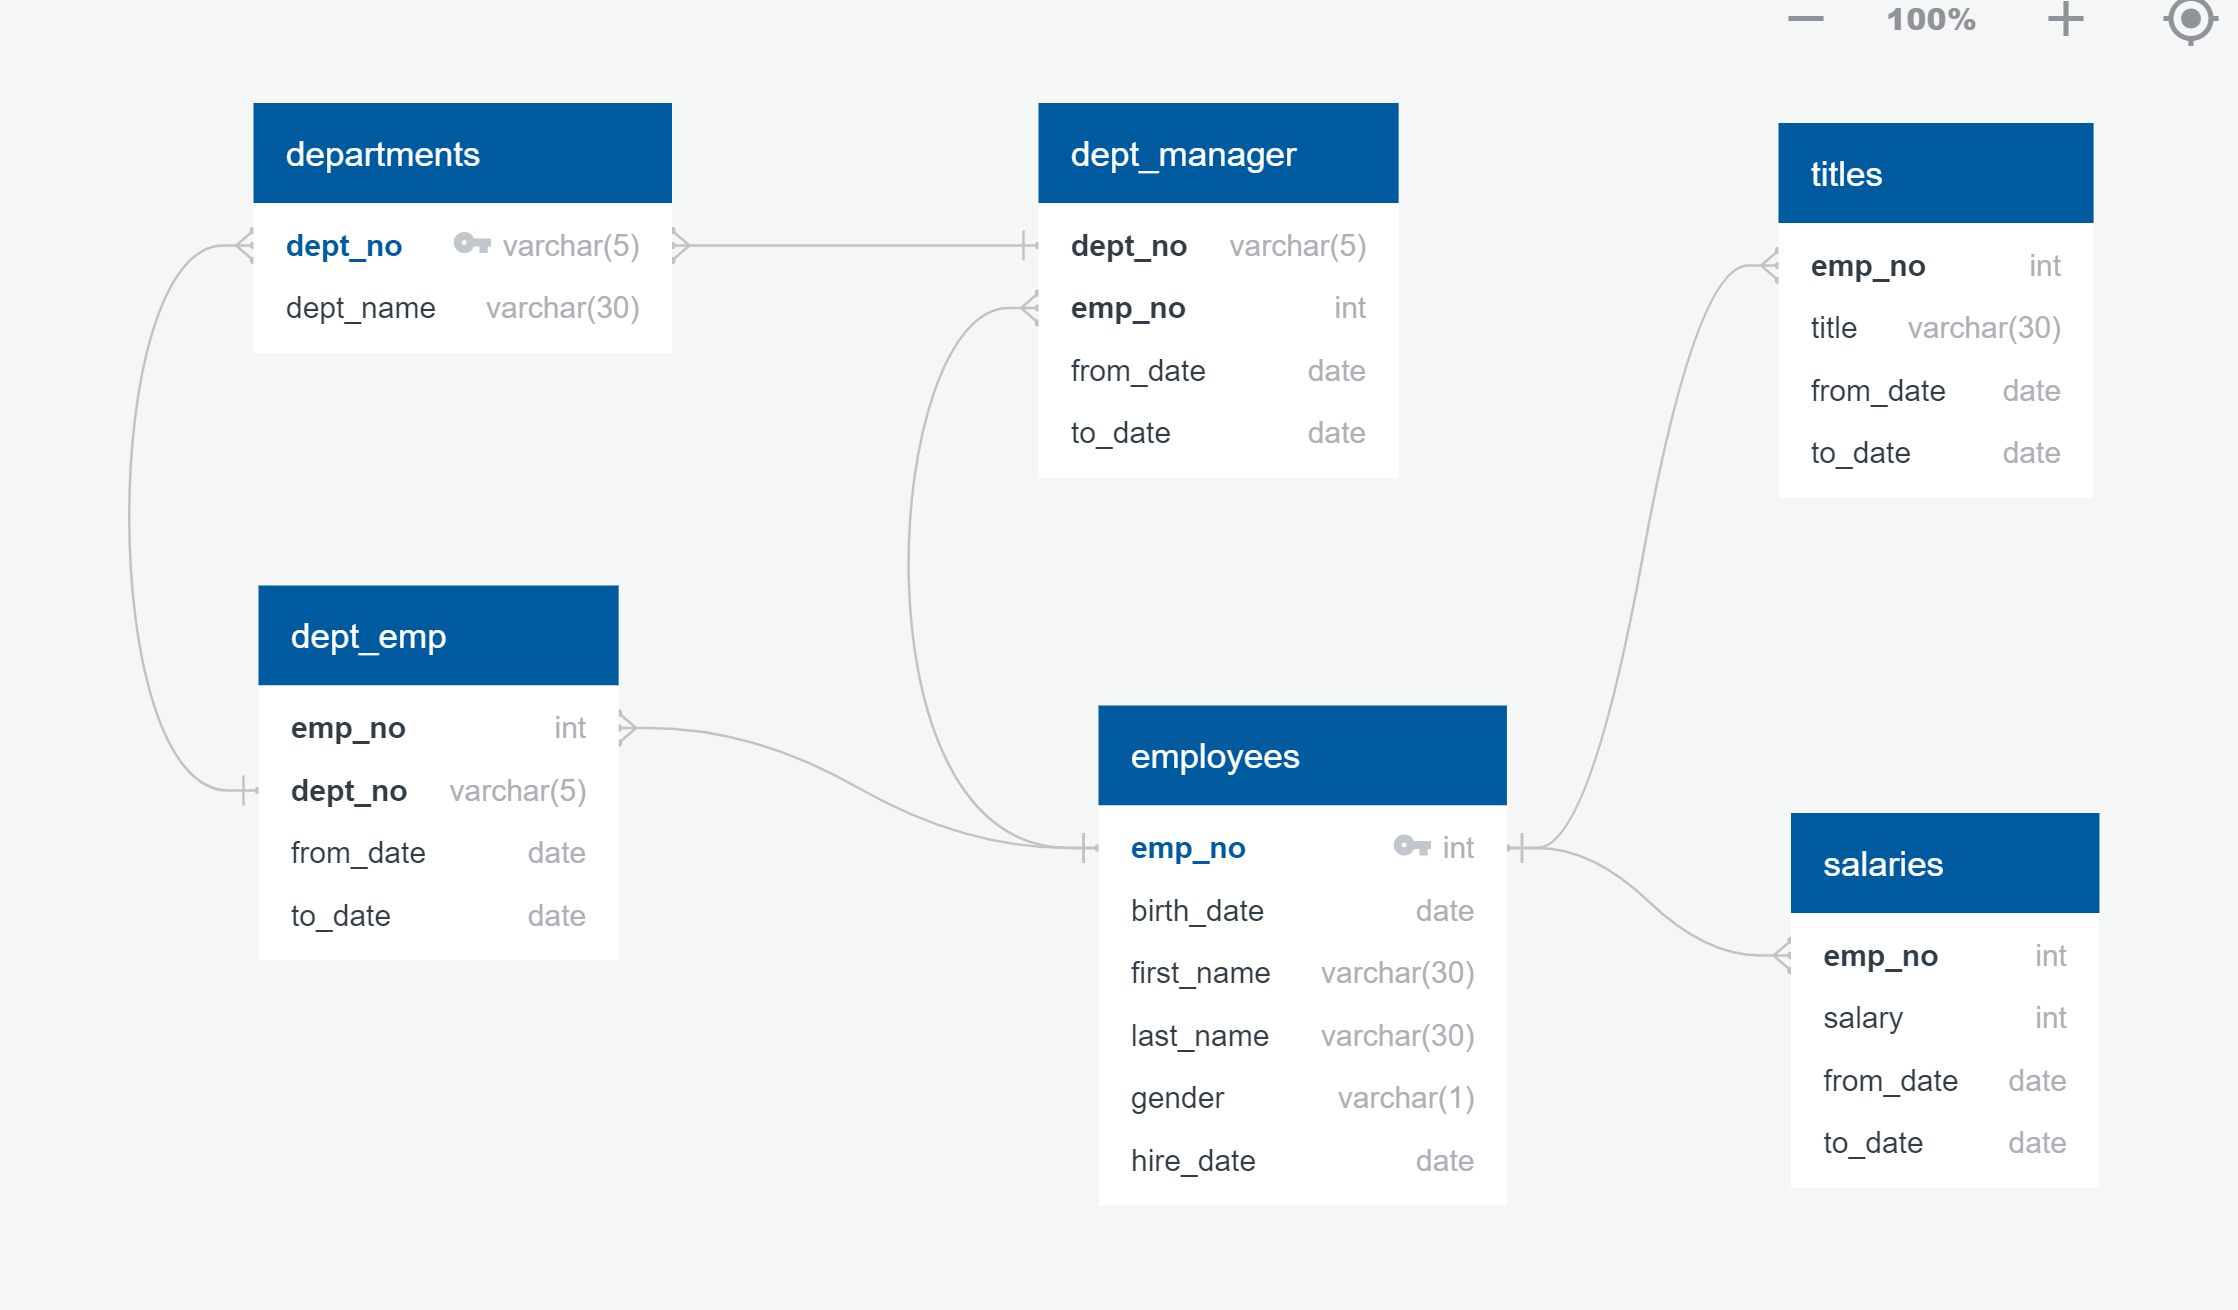 100%
departments
dept_no varchar(5)
dept_name varchar(30)
dept_manager
dept_no varchar(5)
emp_no int
from_date date
to_date date
titles
emp_no int
title varchar(30)
from_date date
to_date date
dept_emp
emp_no int
dept_no varchar(5)
from_date date
to_date date
employees
emp_no int
birth_date date
first_name varchar(30)
last_name varchar(30)
gender varchar(1)
hire_date date
salaries
emp_no int
salary int
from_date date
to_date date